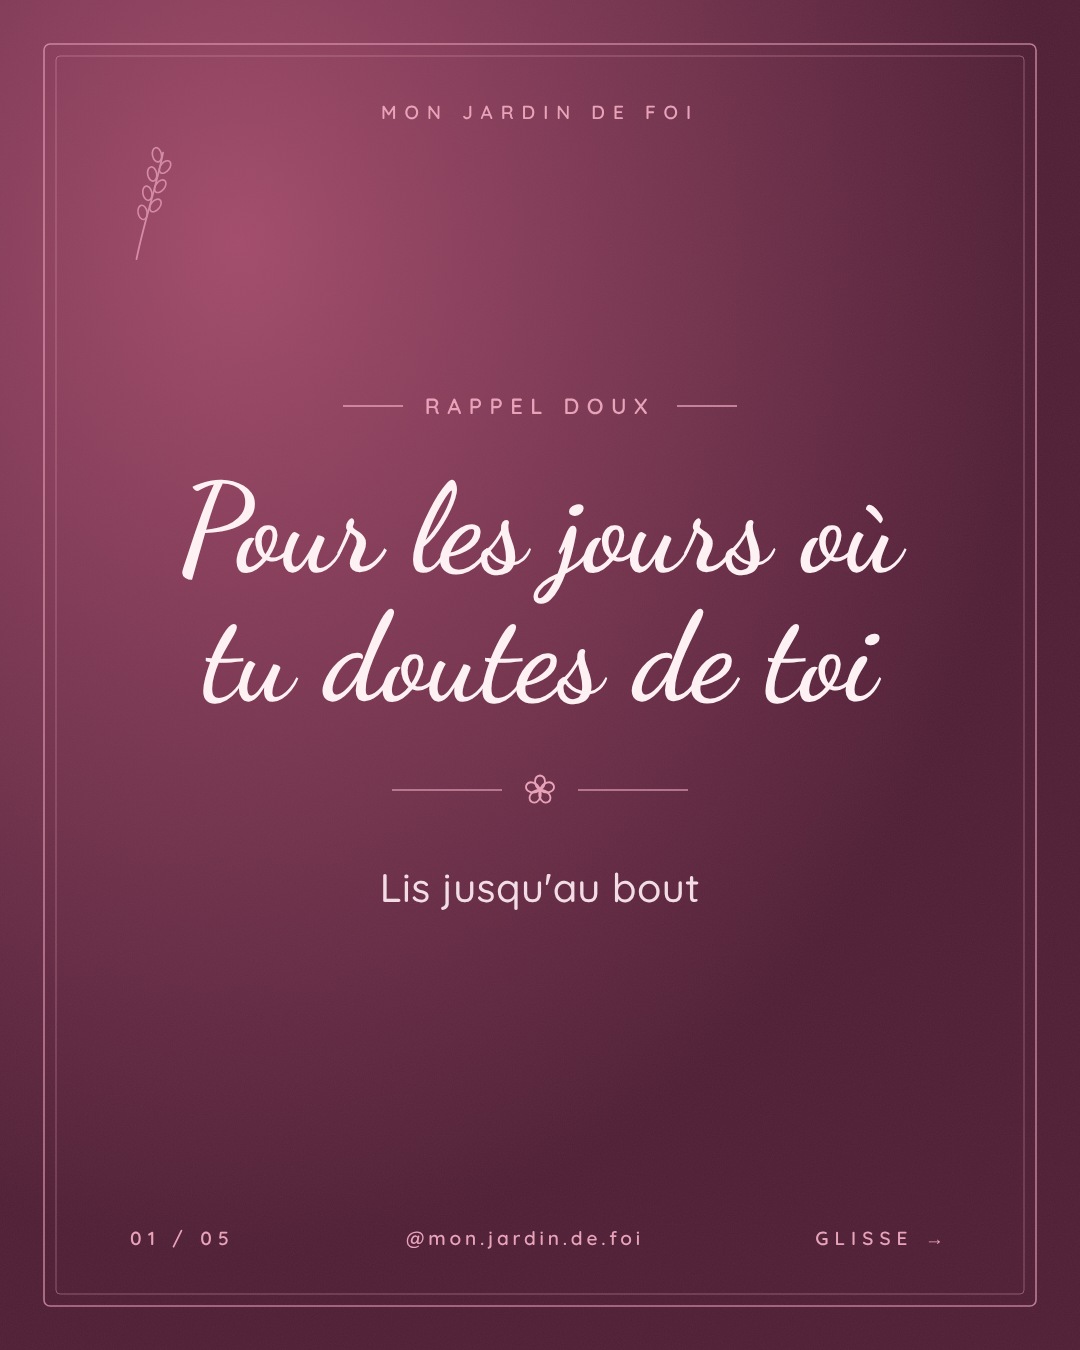 MON JARDIN DE FOI
RAPPEL DOUX
Pour les jours où
tu doutes de toi
Lis jusqu'au bout
01 / 05
@mon.jardin.de.foi
GLISSE →